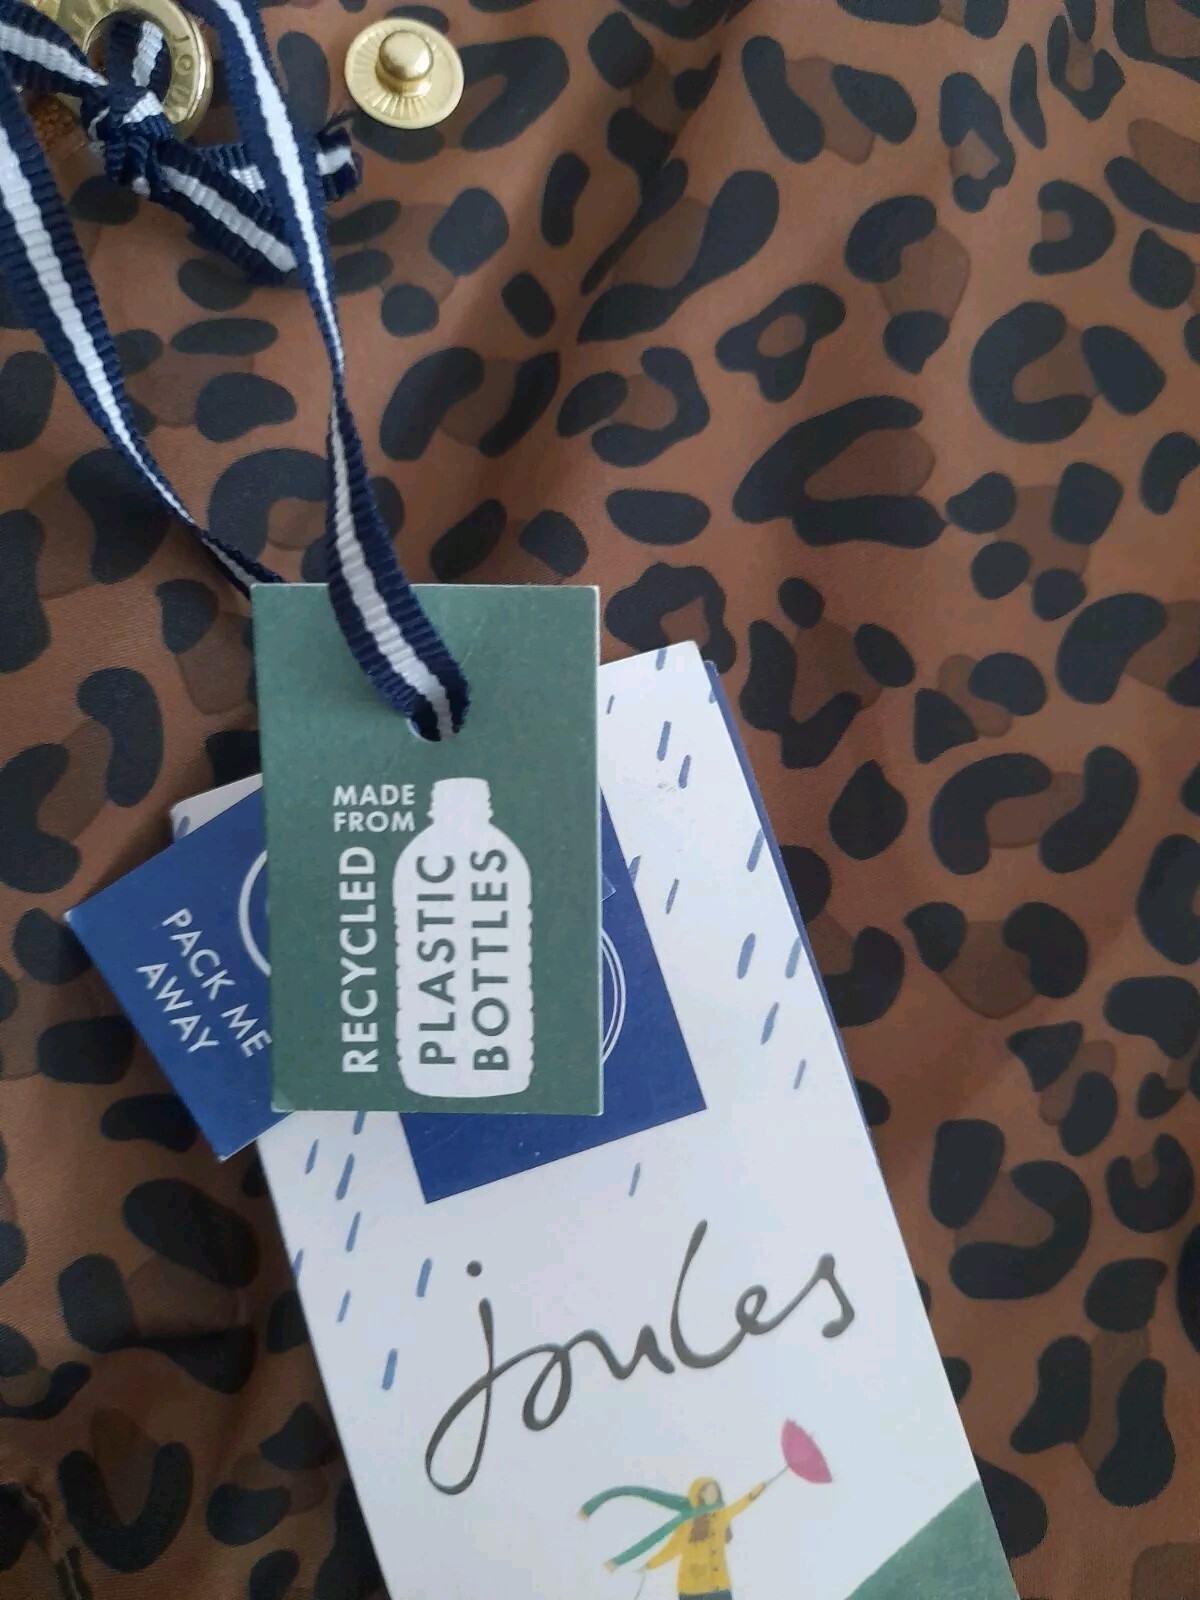 MADE
FROM
RECYCLED
PLASTIC
BOTTLES
PACK ME
AWAY
joules